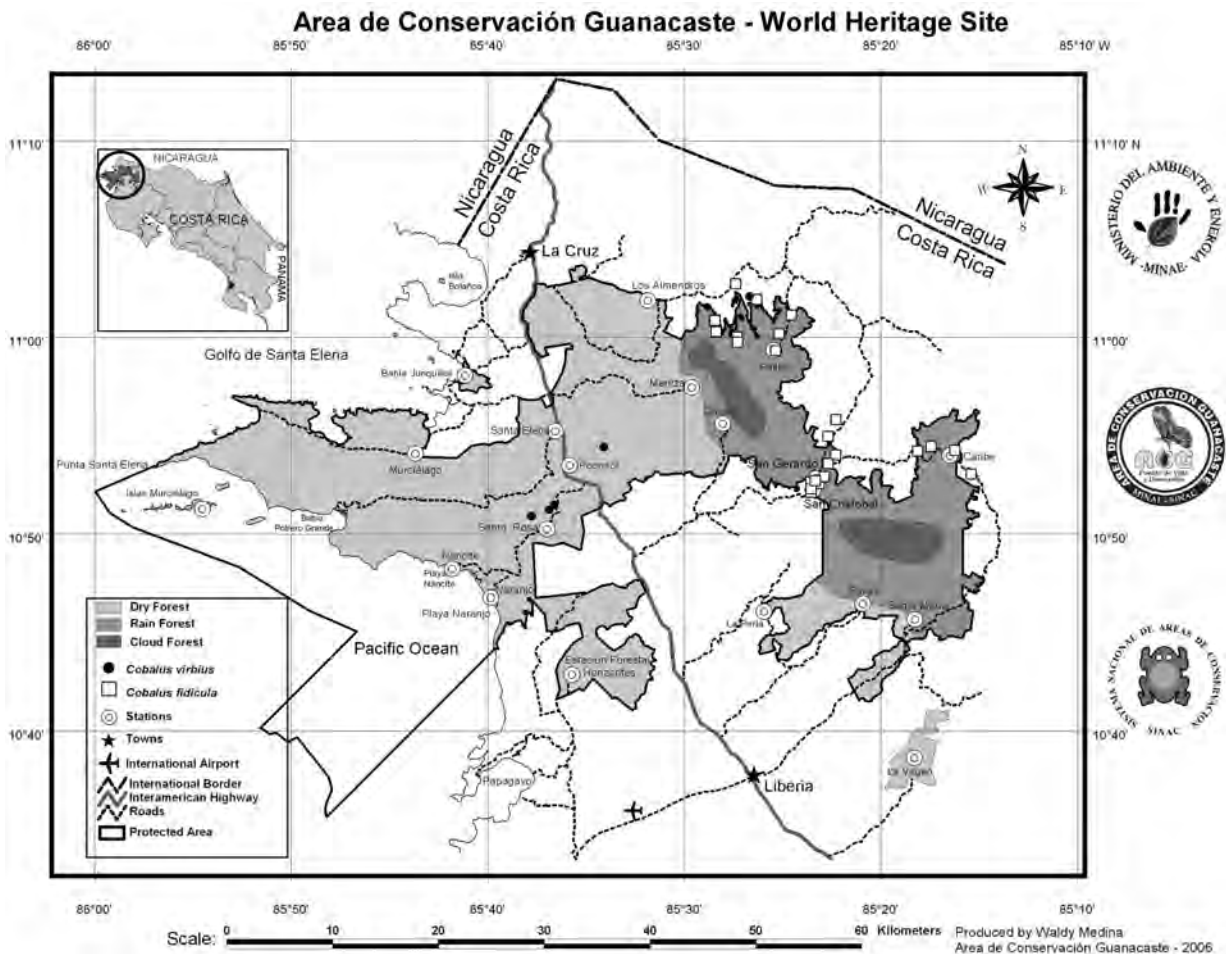 Area de Conservación Guanacaste - World Heritage Site
86°00'
85°50'
85°40'
85°30'
85°20'
85°10' W
11°10'
11°10' N
NICARAGUA
COSTA RICA
PANAMA
Nicaragua
Costa Rica
N
W
E
S
Nicaragua
Costa Rica
MINISTERIO DEL AMBIENTE Y ENERGIA
-MINAE-
La Cruz
Isla
Bolaños
Los Almendros
11°00'
11°00'
Golfo de Santa Elena
Bahía Junquillal
Maritza
Santa Elena
Murciélago
Pocosol
San Gerardo
Caribe
AREA DE CONSERVACION GUANACASTE
ACG
MINAE-SINAC
Punta Santa Elena
Islas Murciélago
Bahía
Potrero Grande
San Cristobal
Santa Rosa
10°50'
10°50'
Nancite
Playa
Nancite
Naranjo
Playa Naranjo
La Perla
Santa Maria
Pacific Ocean
Estacion Forestal
Horizontes
Dry Forest
Rain Forest
Cloud Forest
Cobalus virbius
Cobalus fidicula
Stations
Towns
International Airport
International Border
Interamerican Highway
Roads
Protected Area
SISTEMA NACIONAL DE AREAS DE CONSERVACION
SINAC
10°40'
10°40'
Papagayo
Liberia
86°00'
85°50'
85°40'
85°30'
85°20'
85°10'
Scale:
0
10
20
30
40
50
60
Kilometers
Produced by Waldy Medina
Area de Conservación Guanacaste - 2006